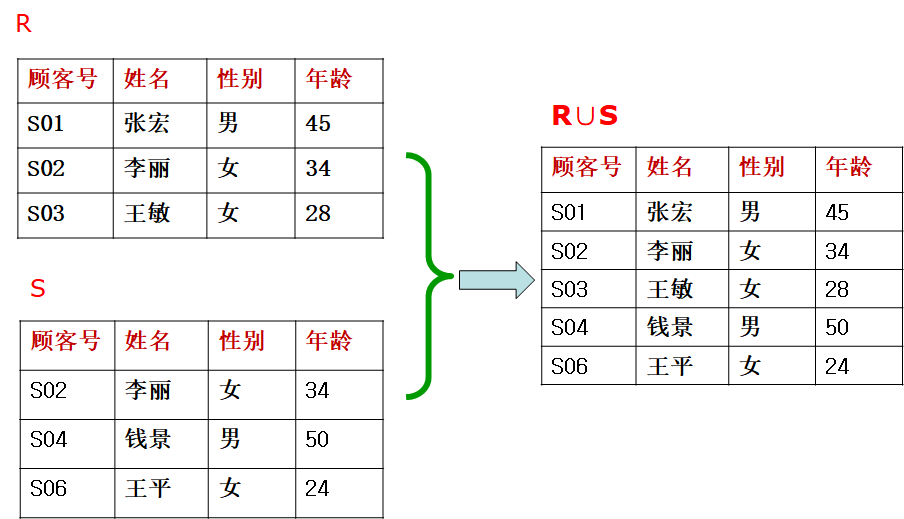 R
顾客号 姓名 性别 年龄
S01 张宏 男 45
S02 李丽 女 34
S03 王敏 女 28
S
顾客号 姓名 性别 年龄
S02 李丽 女 34
S04 钱景 男 50
S06 王平 女 24
R∪S
顾客号 姓名 性别 年龄
S01 张宏 男 45
S02 李丽 女 34
S03 王敏 女 28
S04 钱景 男 50
S06 王平 女 24